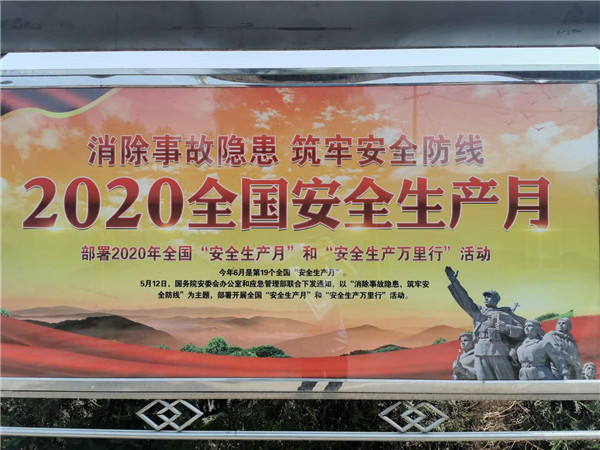 消除事故隐患 筑牢安全防线
2020全国安全生产月
部署2020年全国“安全生产月”和“安全生产万里行”活动
今年6月是第19个全国“安全生产月”
5月12日，国务院安委会办公室和应急管理部联合下发通知，以“消除事故隐患，筑牢安
全防线”为主题，部署开展全国“安全生产月”和“安全生产万里行”活动。